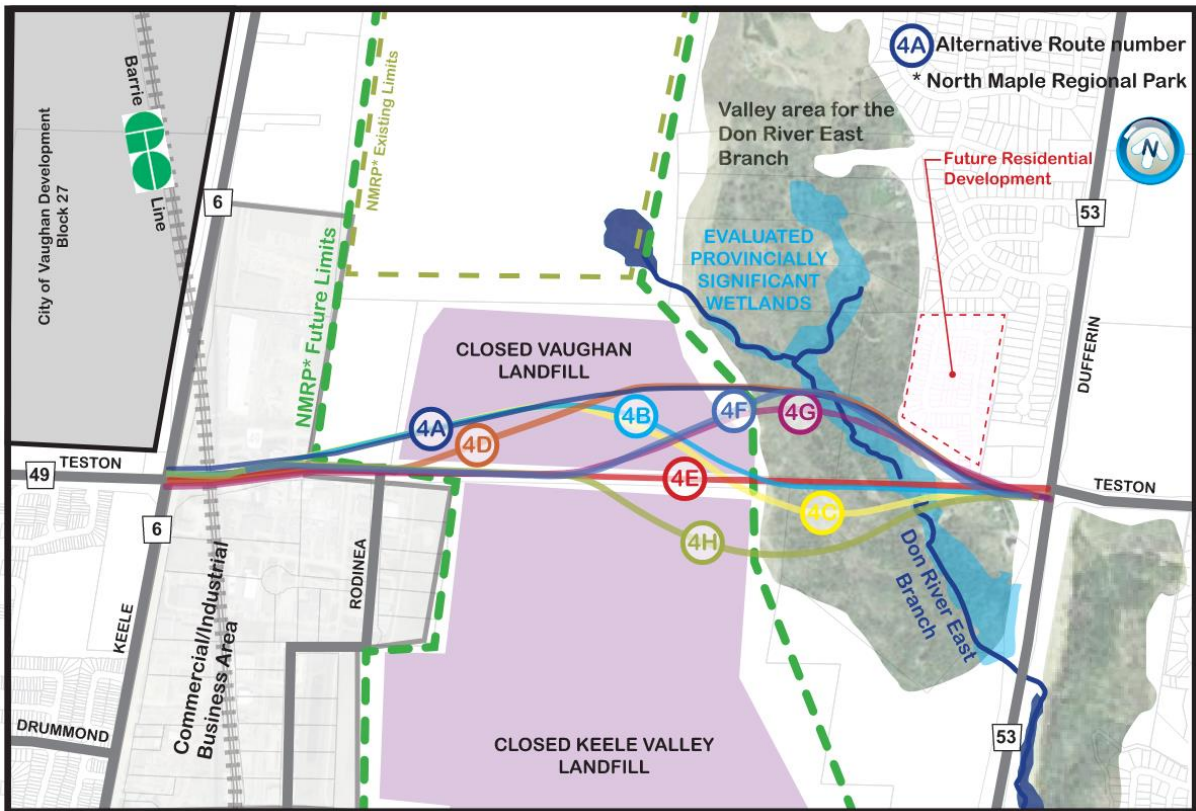 4A Alternative Route number
* North Maple Regional Park
N
Barrie
GO
Line
City of Vaughan Development
Block 27
6
NMRP* Existing Limits
NMRP* Future Limits
Valley area for the
Don River East
Branch
Future Residential
Development
53
EVALUATED
PROVINCIALLY
SIGNIFICANT
WETLANDS
DUFFERIN
CLOSED VAUGHAN
LANDFILL
4A
4D
4B
4F
4G
4E
4C
4H
49
TESTON
TESTON
6
KEELE
RODINEA
Commercial/Industrial
Business Area
Don River East
Branch
DRUMMOND
CLOSED KEELE VALLEY
LANDFILL
53